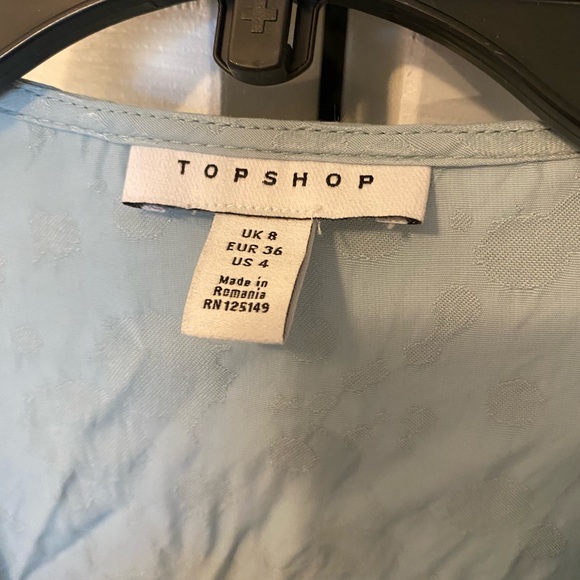 TOPSHOP
UK 8
EUR 36
US 4
Made in
Romania
RN125149